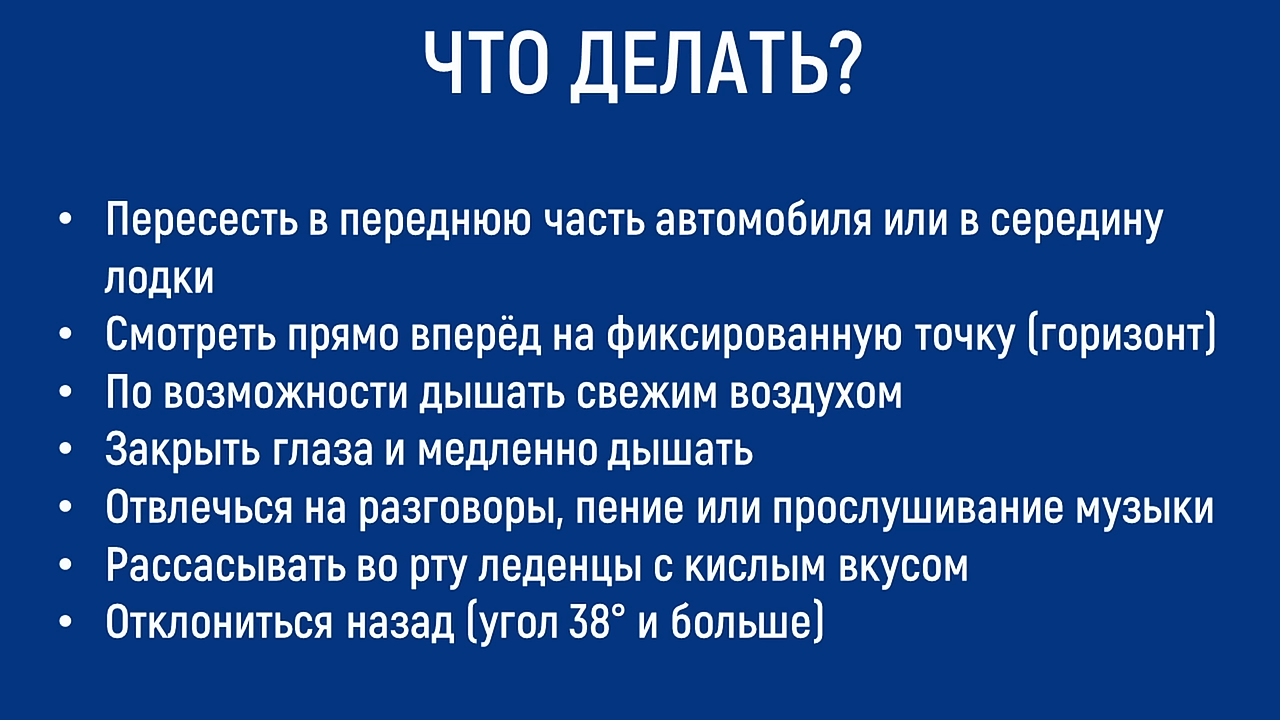 ЧТО ДЕЛАТЬ?
• Пересесть в переднюю часть автомобиля или в середину
лодки
• Смотреть прямо вперёд на фиксированную точку (горизонт)
• По возможности дышать свежим воздухом
• Закрыть глаза и медленно дышать
• Отвлечься на разговоры, пение или прослушивание музыки
• Рассасывать во рту леденцы с кислым вкусом
• Отклониться назад (угол 38° и больше)